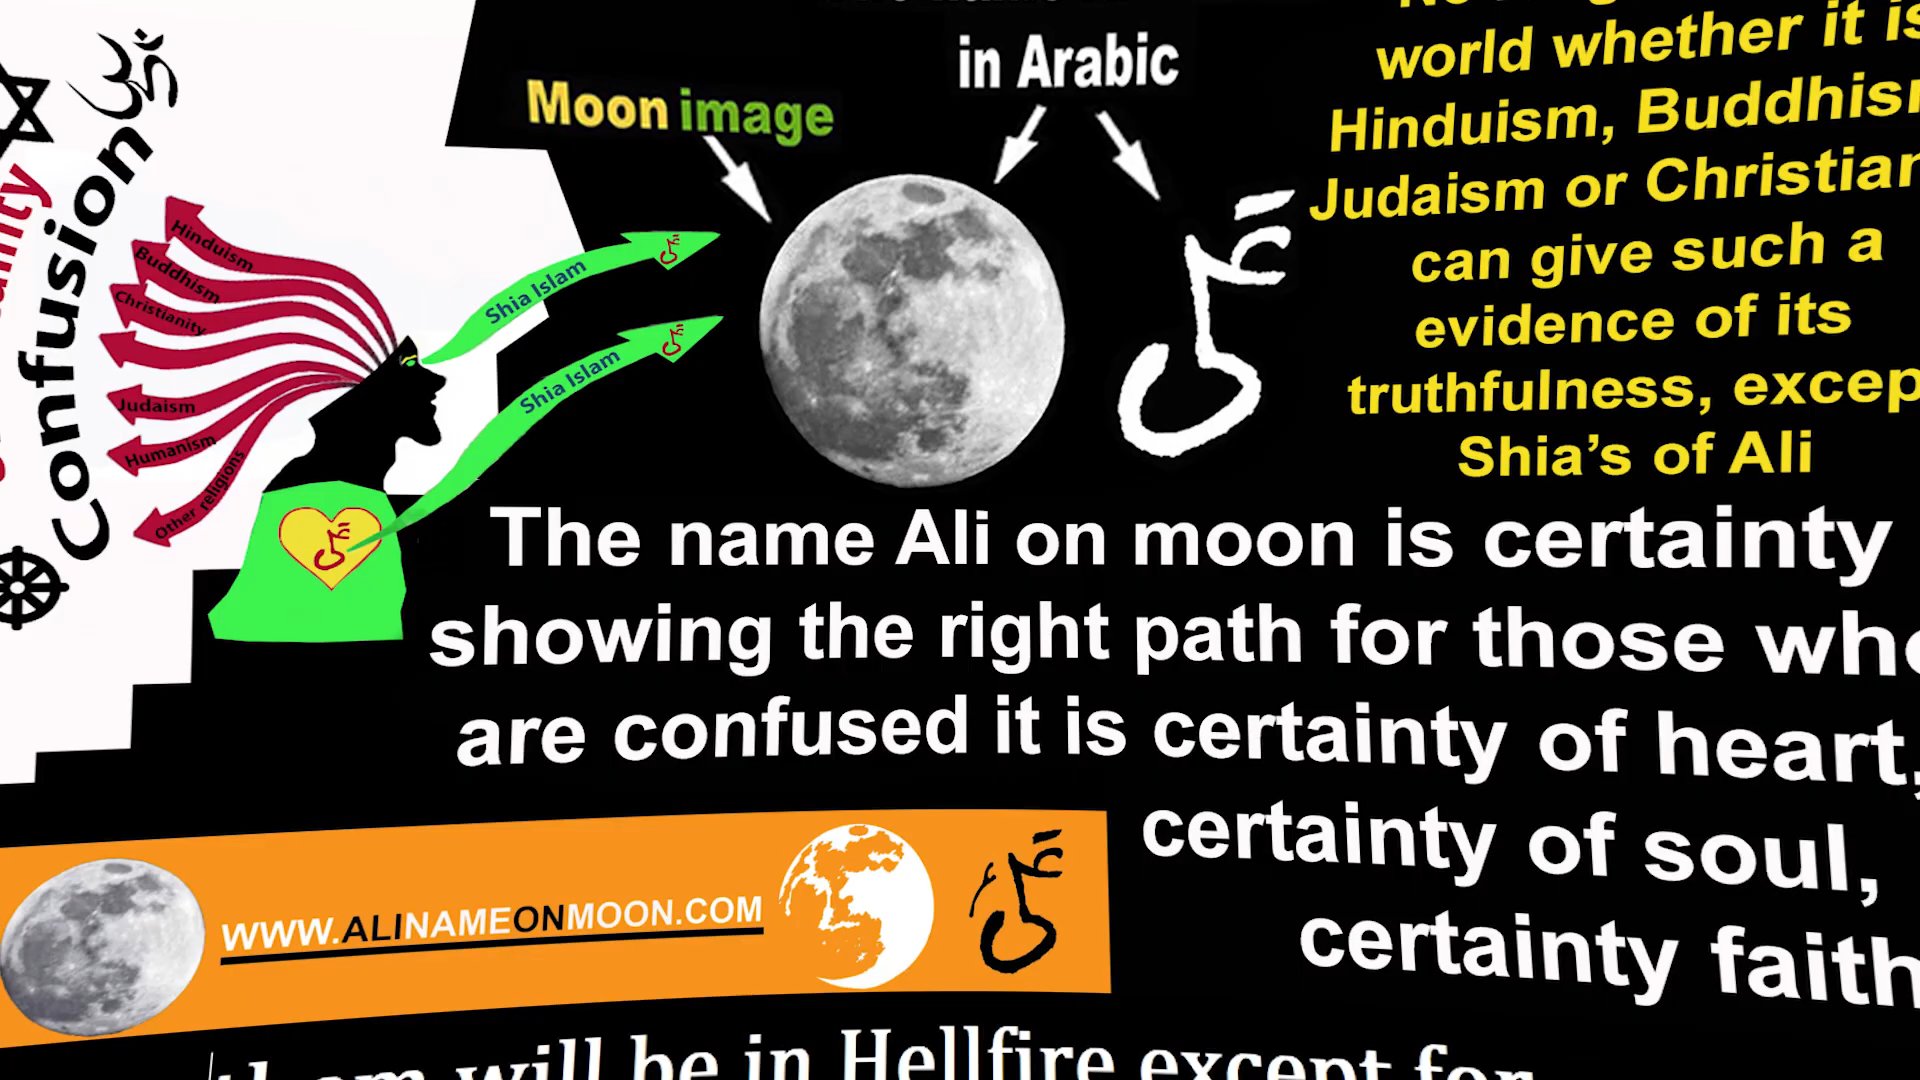 in Arabic
Moon image
world whether it is
Hinduism, Buddhism
Judaism or Christian
can give such a
evidence of its
truthfulness, excep
Shia's of Ali
Confusion
Hinduism
Buddhism
Christianity
Judaism
Humanism
Other religions
Shia Islam
Shia Islam
The name Ali on moon is certainty
showing the right path for those who
are confused it is certainty of heart,
certainty of soul,
certainty faith
WWW.ALINAMEONMOON.COM
them will be in Hellfire except for